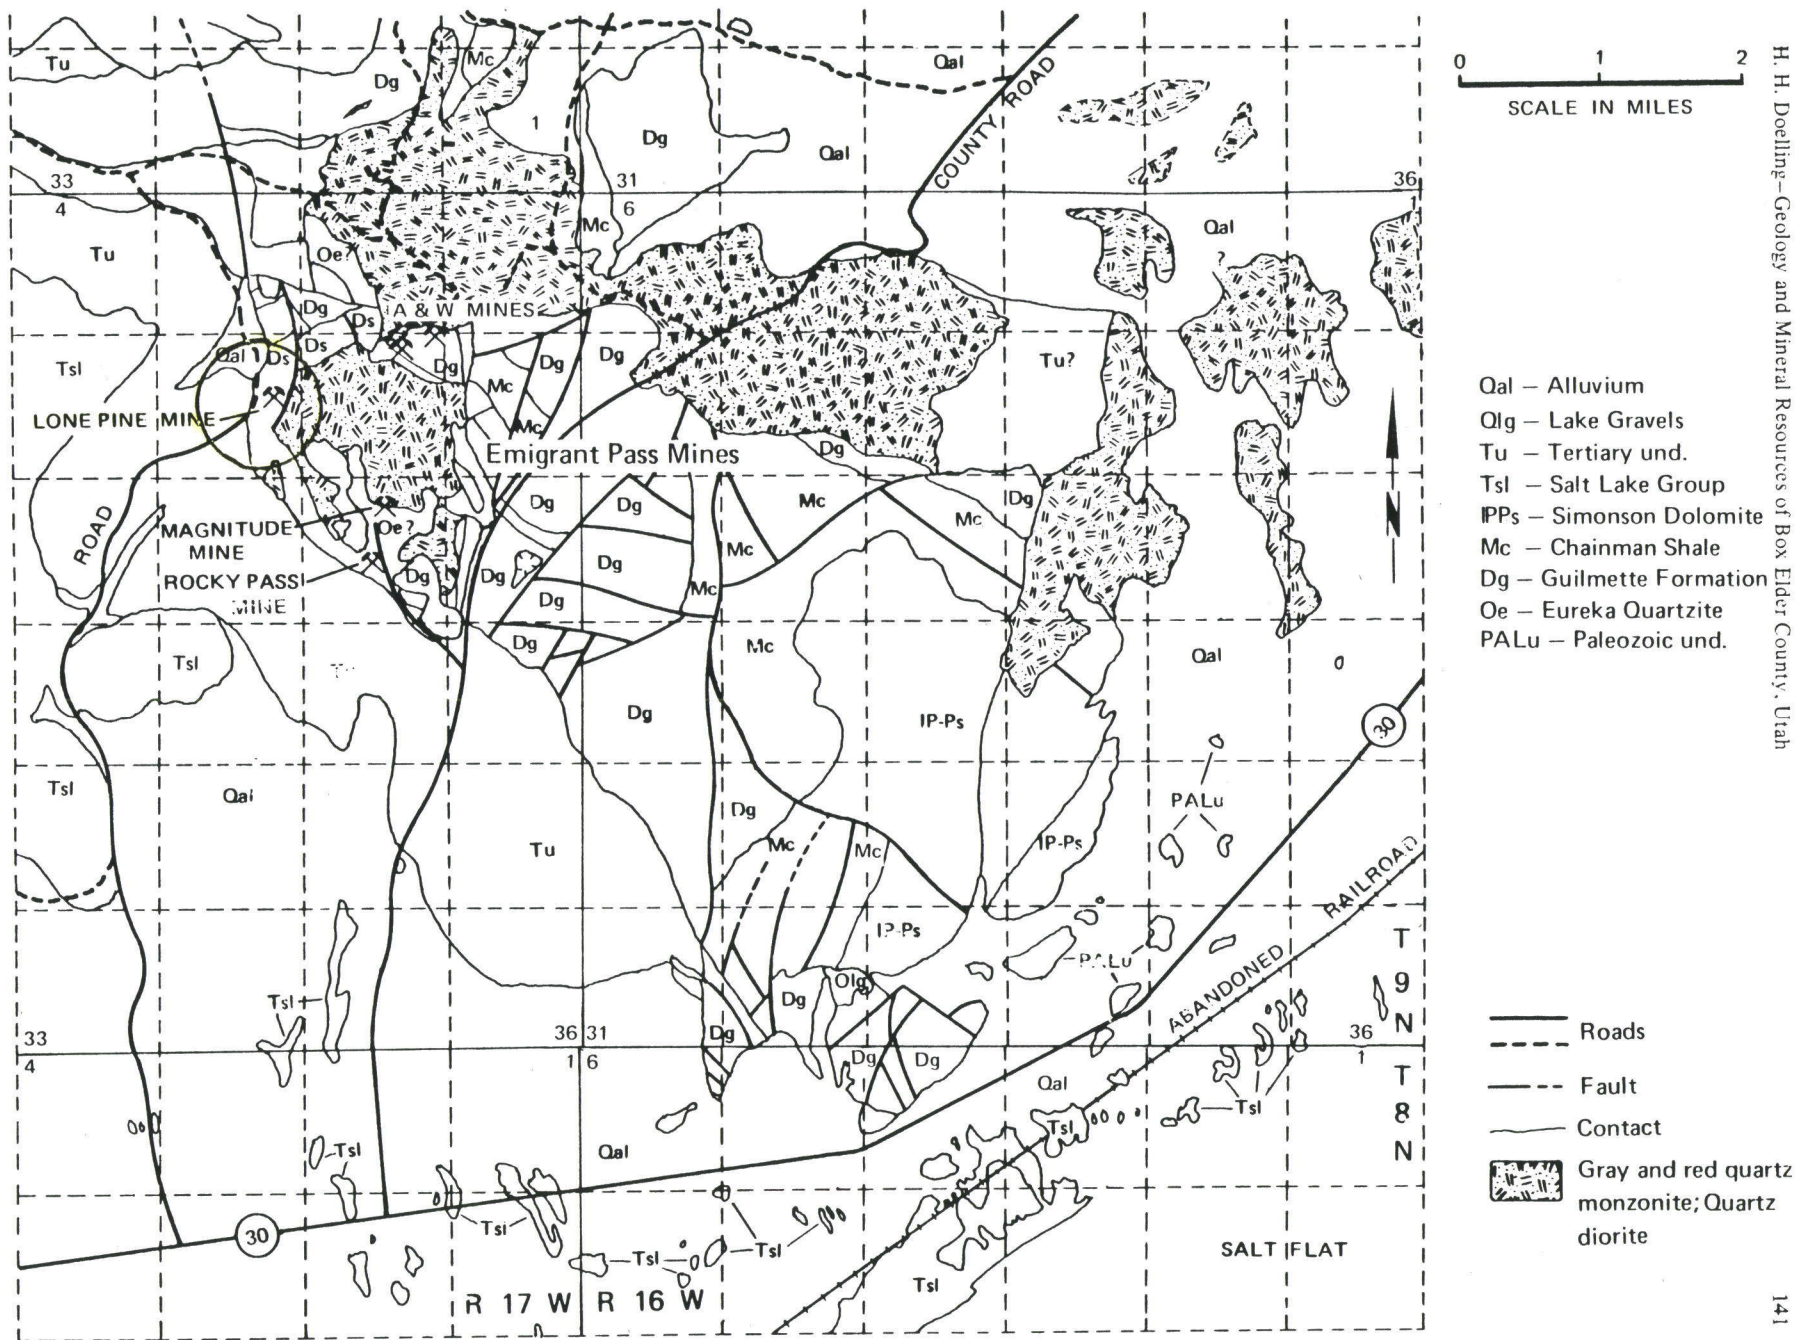 Tu
Dg
Mc
D
Qal
COUNTY ROAD
1
Dg
Qal
33
31
36
4
6
1
Tu
Oe?
Mc
Qal
?
Dg
Ds
A & W MINES
Tsl
Qal
Ds
Ds
Dg
Mc
Dg
Dg
Tu?
LONE PINE MINE
Mc
Emigrant Pass Mines
Dg
ROAD
MAGNITUDE
MINE
Oe?
Dg
Dg
Mc
Mc
Dg
ROCKY PASS
MINE
Dg
Dg
Dg
Mc
Mc
Dg
Dg
Tsl
Mc
Qal
Dg
IP-Ps
30
Tsl
Qal
PALu
Dg
Tu
Mc
Mc
IP-Ps
RAILROAD
ABANDONED
IP-Ps
PALu
Tsl
Dg
Olg
T
9
N
33
36 31
Dg
36
4
1 6
Dg
Dg
1
Qal
T
8
N
Tsl
Tsl
Tsl
Qal
30
Tsl
Tsl
Tsl
Tsl
SALT FLAT
R 17 W
R 16 W
0 1 2
SCALE IN MILES
N
Qal – Alluvium
Qlg – Lake Gravels
Tu – Tertiary und.
Tsl – Salt Lake Group
IPPs – Simonson Dolomite
Mc – Chainman Shale
Dg – Guilmette Formation
Oe – Eureka Quartzite
PALu – Paleozoic und.
Roads
Fault
Contact
Gray and red quartz
monzonite; Quartz
diorite
H. H. Doelling–Geology and Mineral Resources of Box Elder County, Utah
141